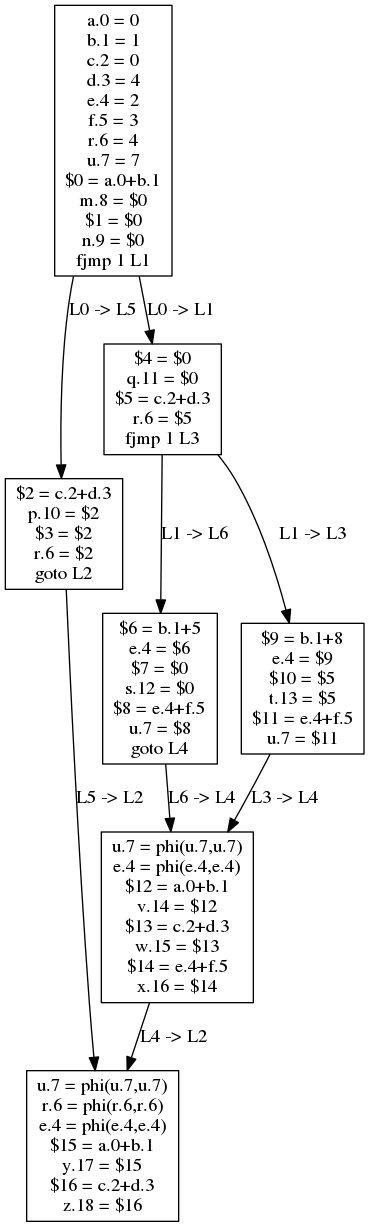 a.0 = 0
b.1 = 1
c.2 = 0
d.3 = 4
e.4 = 2
f.5 = 3
r.6 = 4
u.7 = 7
$0 = a.0+b.1
m.8 = $0
$1 = $0
n.9 = $0
fjmp 1 L1
L0 -> L5
L0 -> L1
$4 = $0
q.11 = $0
$5 = c.2+d.3
r.6 = $5
fjmp 1 L3
$2 = c.2+d.3
p.10 = $2
$3 = $2
r.6 = $2
goto L2
L1 -> L6
L1 -> L3
$6 = b.1+5
e.4 = $6
$7 = $0
s.12 = $0
$8 = e.4+f.5
u.7 = $8
goto L4
$9 = b.1+8
e.4 = $9
$10 = $5
t.13 = $5
$11 = e.4+f.5
u.7 = $11
L5 -> L2
L6 -> L4
L3 -> L4
u.7 = phi(u.7,u.7)
e.4 = phi(e.4,e.4)
$12 = a.0+b.1
v.14 = $12
$13 = c.2+d.3
w.15 = $13
$14 = e.4+f.5
x.16 = $14
L4 -> L2
u.7 = phi(u.7,u.7)
r.6 = phi(r.6,r.6)
e.4 = phi(e.4,e.4)
$15 = a.0+b.1
y.17 = $15
$16 = c.2+d.3
z.18 = $16